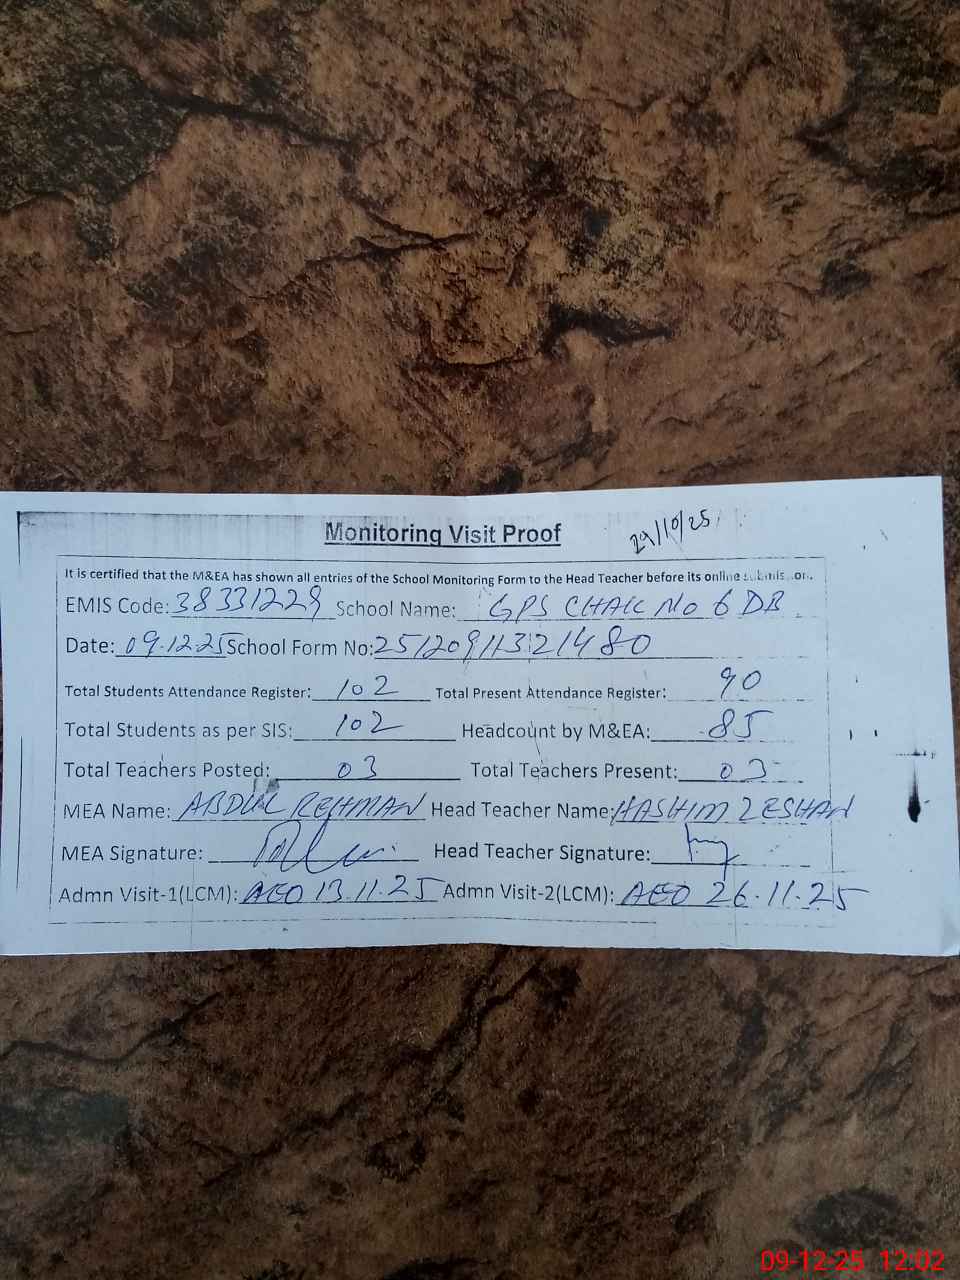 Monitoring Visit Proof
29/10/25
It is certified that the M&EA has shown all entries of the School Monitoring Form to the Head Teacher before its online submission.
EMIS Code: 38331229 School Name: GPS CHAK No 6 DB
Date: 09.12.25 School Form No: 25120911321480
Total Students Attendance Register: 102 Total Present Attendance Register: 90
Total Students as per SIS: 102 Headcount by M&EA: 85
Total Teachers Posted: 03 Total Teachers Present: 03
MEA Name: ABDUL REHMAN Head Teacher Name: HASHIM ZESHAN
MEA Signature: Head Teacher Signature:
Admn Visit-1(LCM): AEO 13.11.25 Admn Visit-2(LCM): AEO 26.11.25
09-12-25 12:02